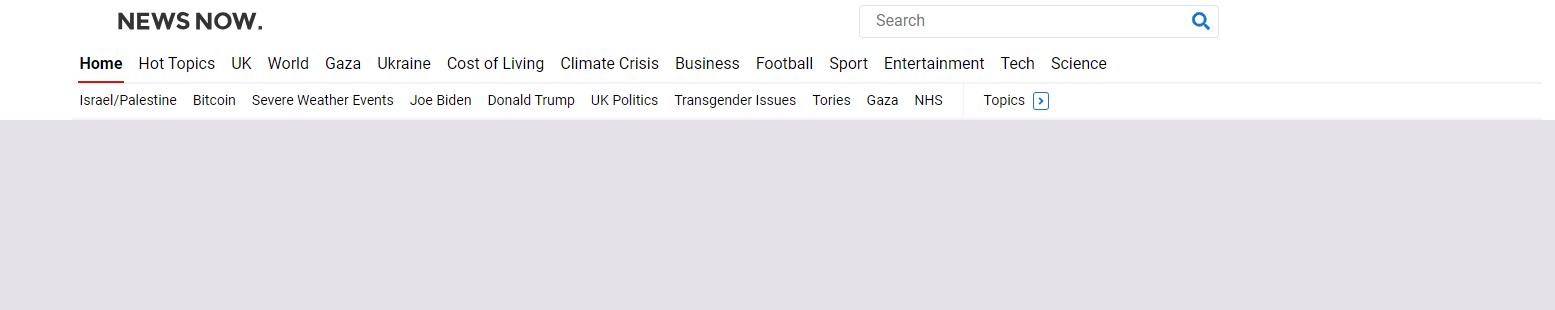 NEWS NOW.
Search
Home Hot Topics UK World Gaza Ukraine Cost of Living Climate Crisis Business Football Sport Entertainment Tech Science
Israel/Palestine Bitcoin Severe Weather Events Joe Biden Donald Trump UK Politics Transgender Issues Tories Gaza NHS Topics